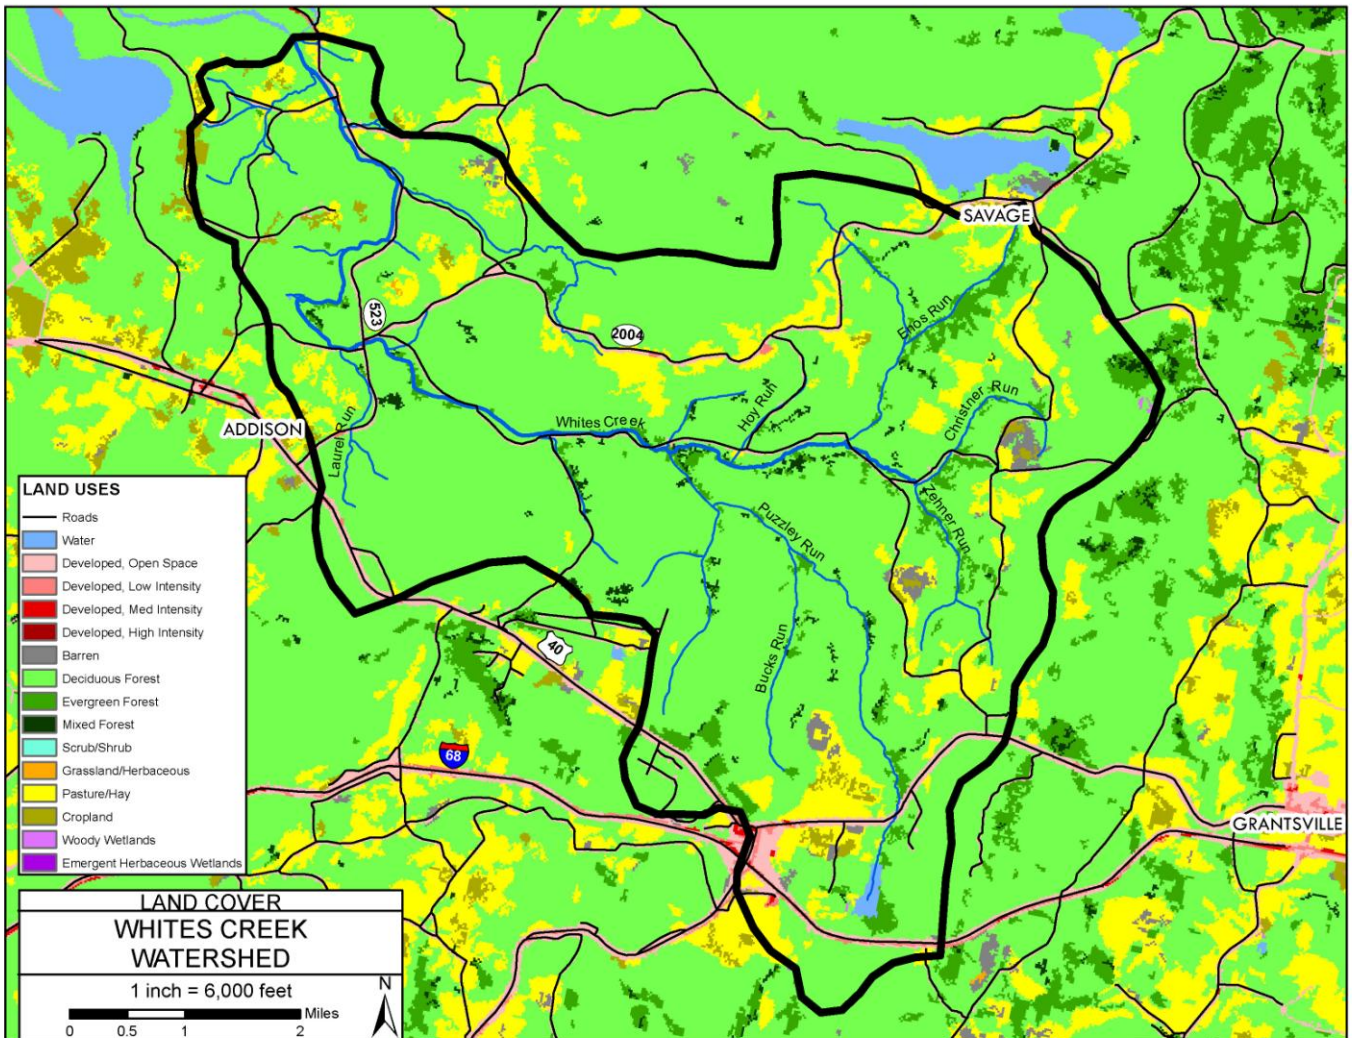 SAVAGE
523
2004
Enos Run
Christner Run
Hoy Run
Whites Creek
ADDISON
Laurel Run
Zehner Run
Puzzley Run
Bucks Run
40
68
GRANTSVILLE
LAND USES
Roads
Water
Developed, Open Space
Developed, Low Intensity
Developed, Med Intensity
Developed, High Intensity
Barren
Deciduous Forest
Evergreen Forest
Mixed Forest
Scrub/Shrub
Grassland/Herbaceous
Pasture/Hay
Cropland
Woody Wetlands
Emergent Herbaceous Wetlands
LAND COVER
WHITES CREEK
WATERSHED
1 inch = 6,000 feet
N
Miles
0 0.5 1 2